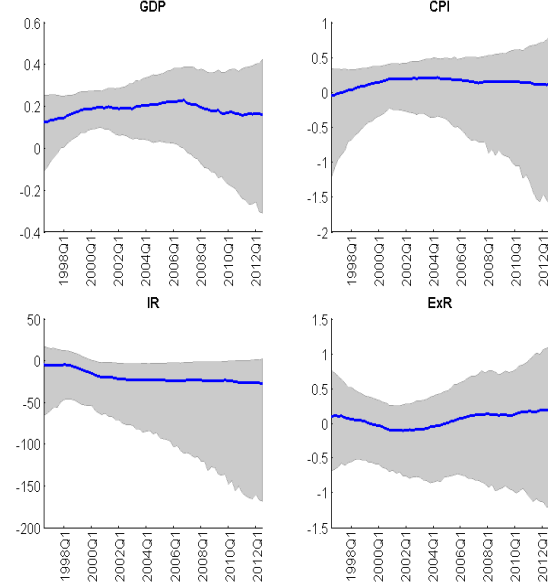 GDP
CPI
0.6
0.4
0.2
0
-0.2
-0.4
1
0.5
0
-0.5
-1
-1.5
-2
1998Q1
2000Q1
2002Q1
2004Q1
2006Q1
2008Q1
2010Q1
2012Q1
1998Q1
2000Q1
2002Q1
2004Q1
2006Q1
2008Q1
2010Q1
2012Q1
IR
ExR
50
0
-50
-100
-150
-200
1.5
1
0.5
0
-0.5
-1
-1.5
1998Q1
2000Q1
2002Q1
2004Q1
2006Q1
2008Q1
2010Q1
2012Q1
1998Q1
2000Q1
2002Q1
2004Q1
2006Q1
2008Q1
2010Q1
2012Q1